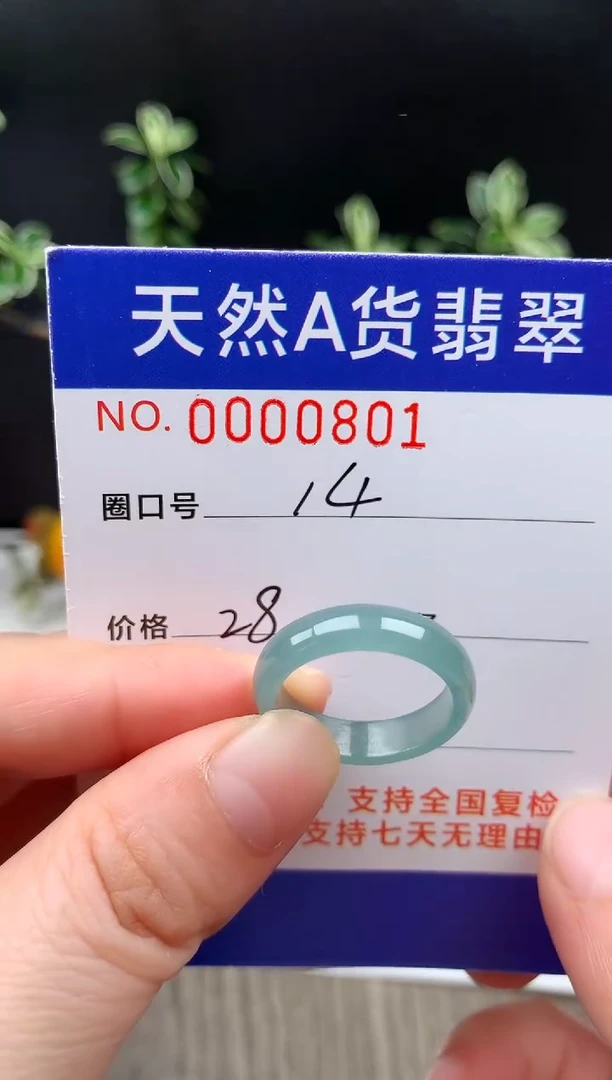 天然A货翡翠
NO. 0000801
圈口号 14
价格 28
支持全国复检
支持七天无理由